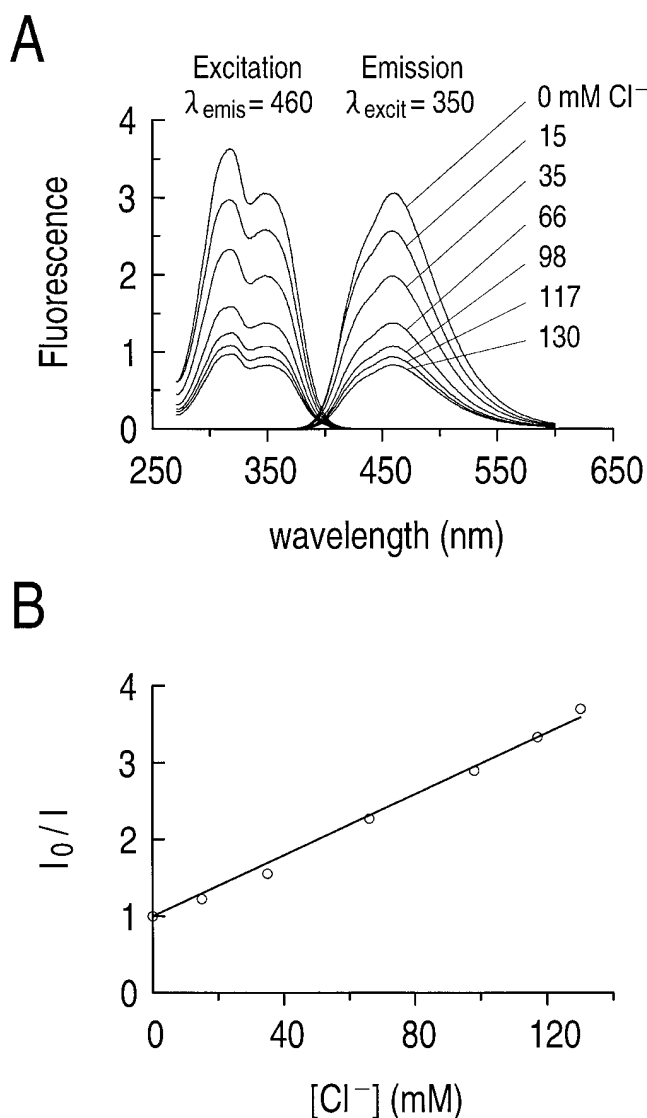 A
Excitation
λemis = 460
Emission
λexcit = 350
0 mM Cl⁻
15
35
66
98
117
130
Fluorescence
4
3
2
1
0
250
350
450
550
650
wavelength (nm)
B
I₀ / I
4
3
2
1
0
0
40
80
120
[Cl⁻] (mM)